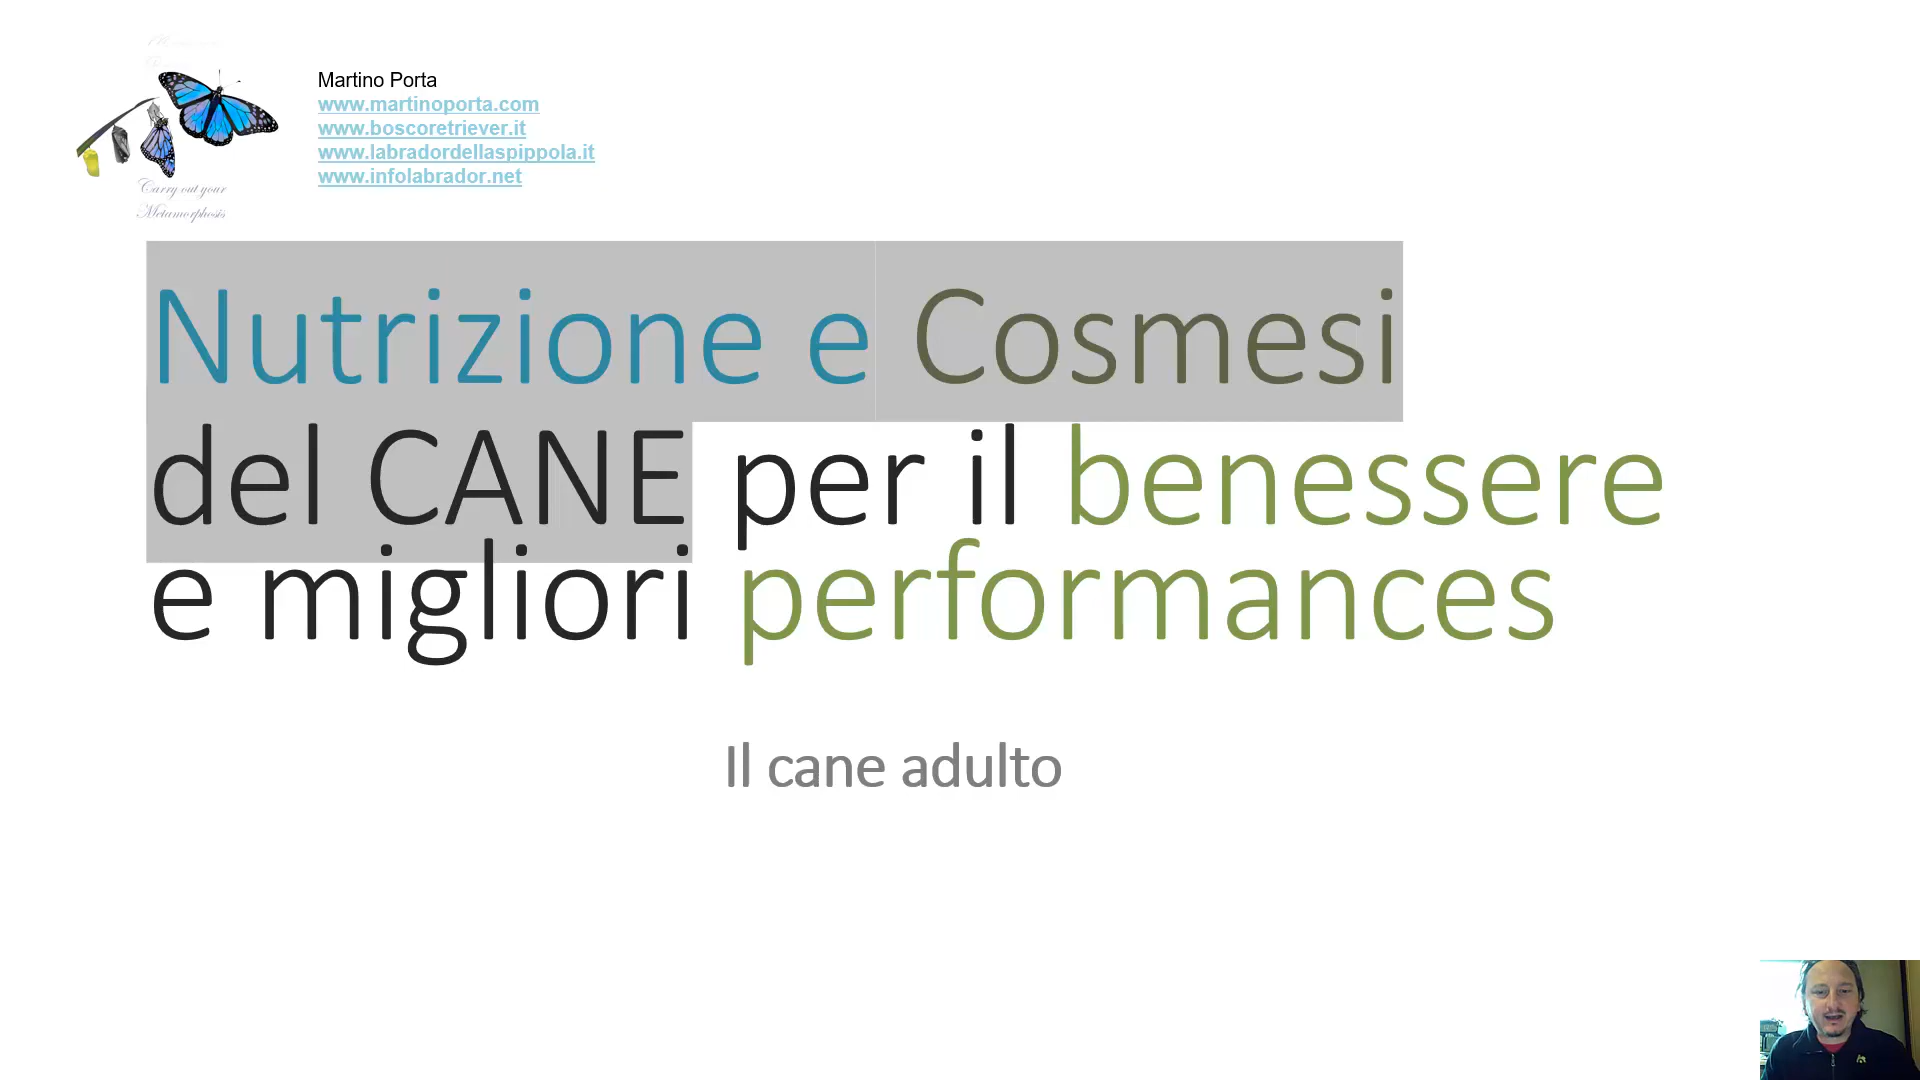 Martino Porta
www.martinoporta.com
www.boscoretriever.it
www.labradordellaspippola.it
www.infolabrador.net
Carry out your
Metamorphosis
Nutrizione e Cosmesi
del CANE per il benessere
e migliori performances
Il cane adulto